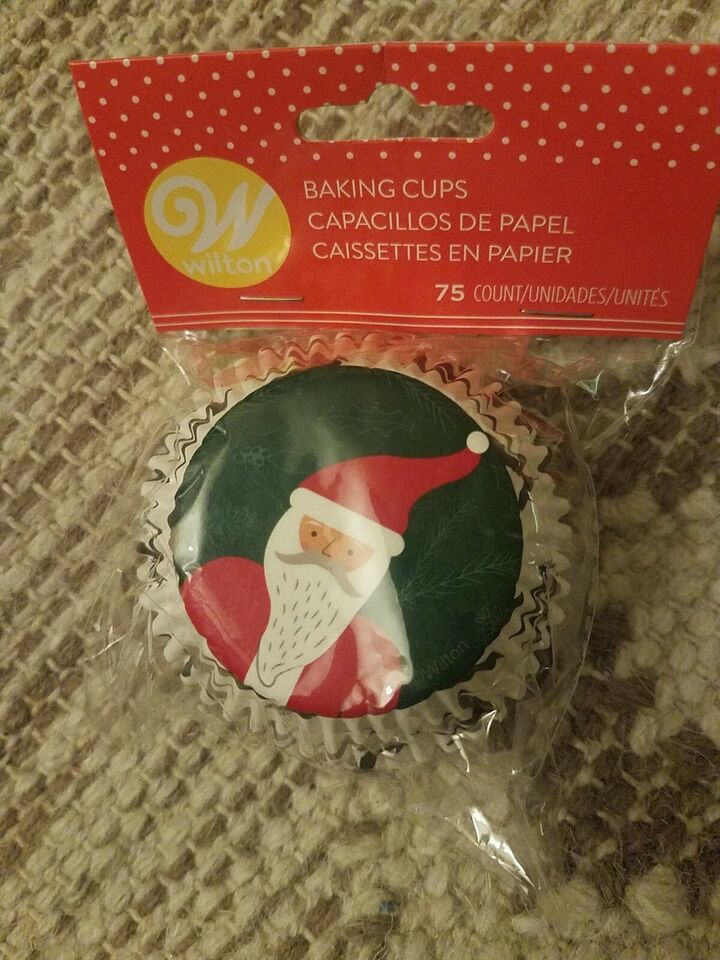 wilton
BAKING CUPS
CAPACILLOS DE PAPEL
CAISSETTES EN PAPIER
75 COUNT/UNIDADES/UNITÉS
©Wilton